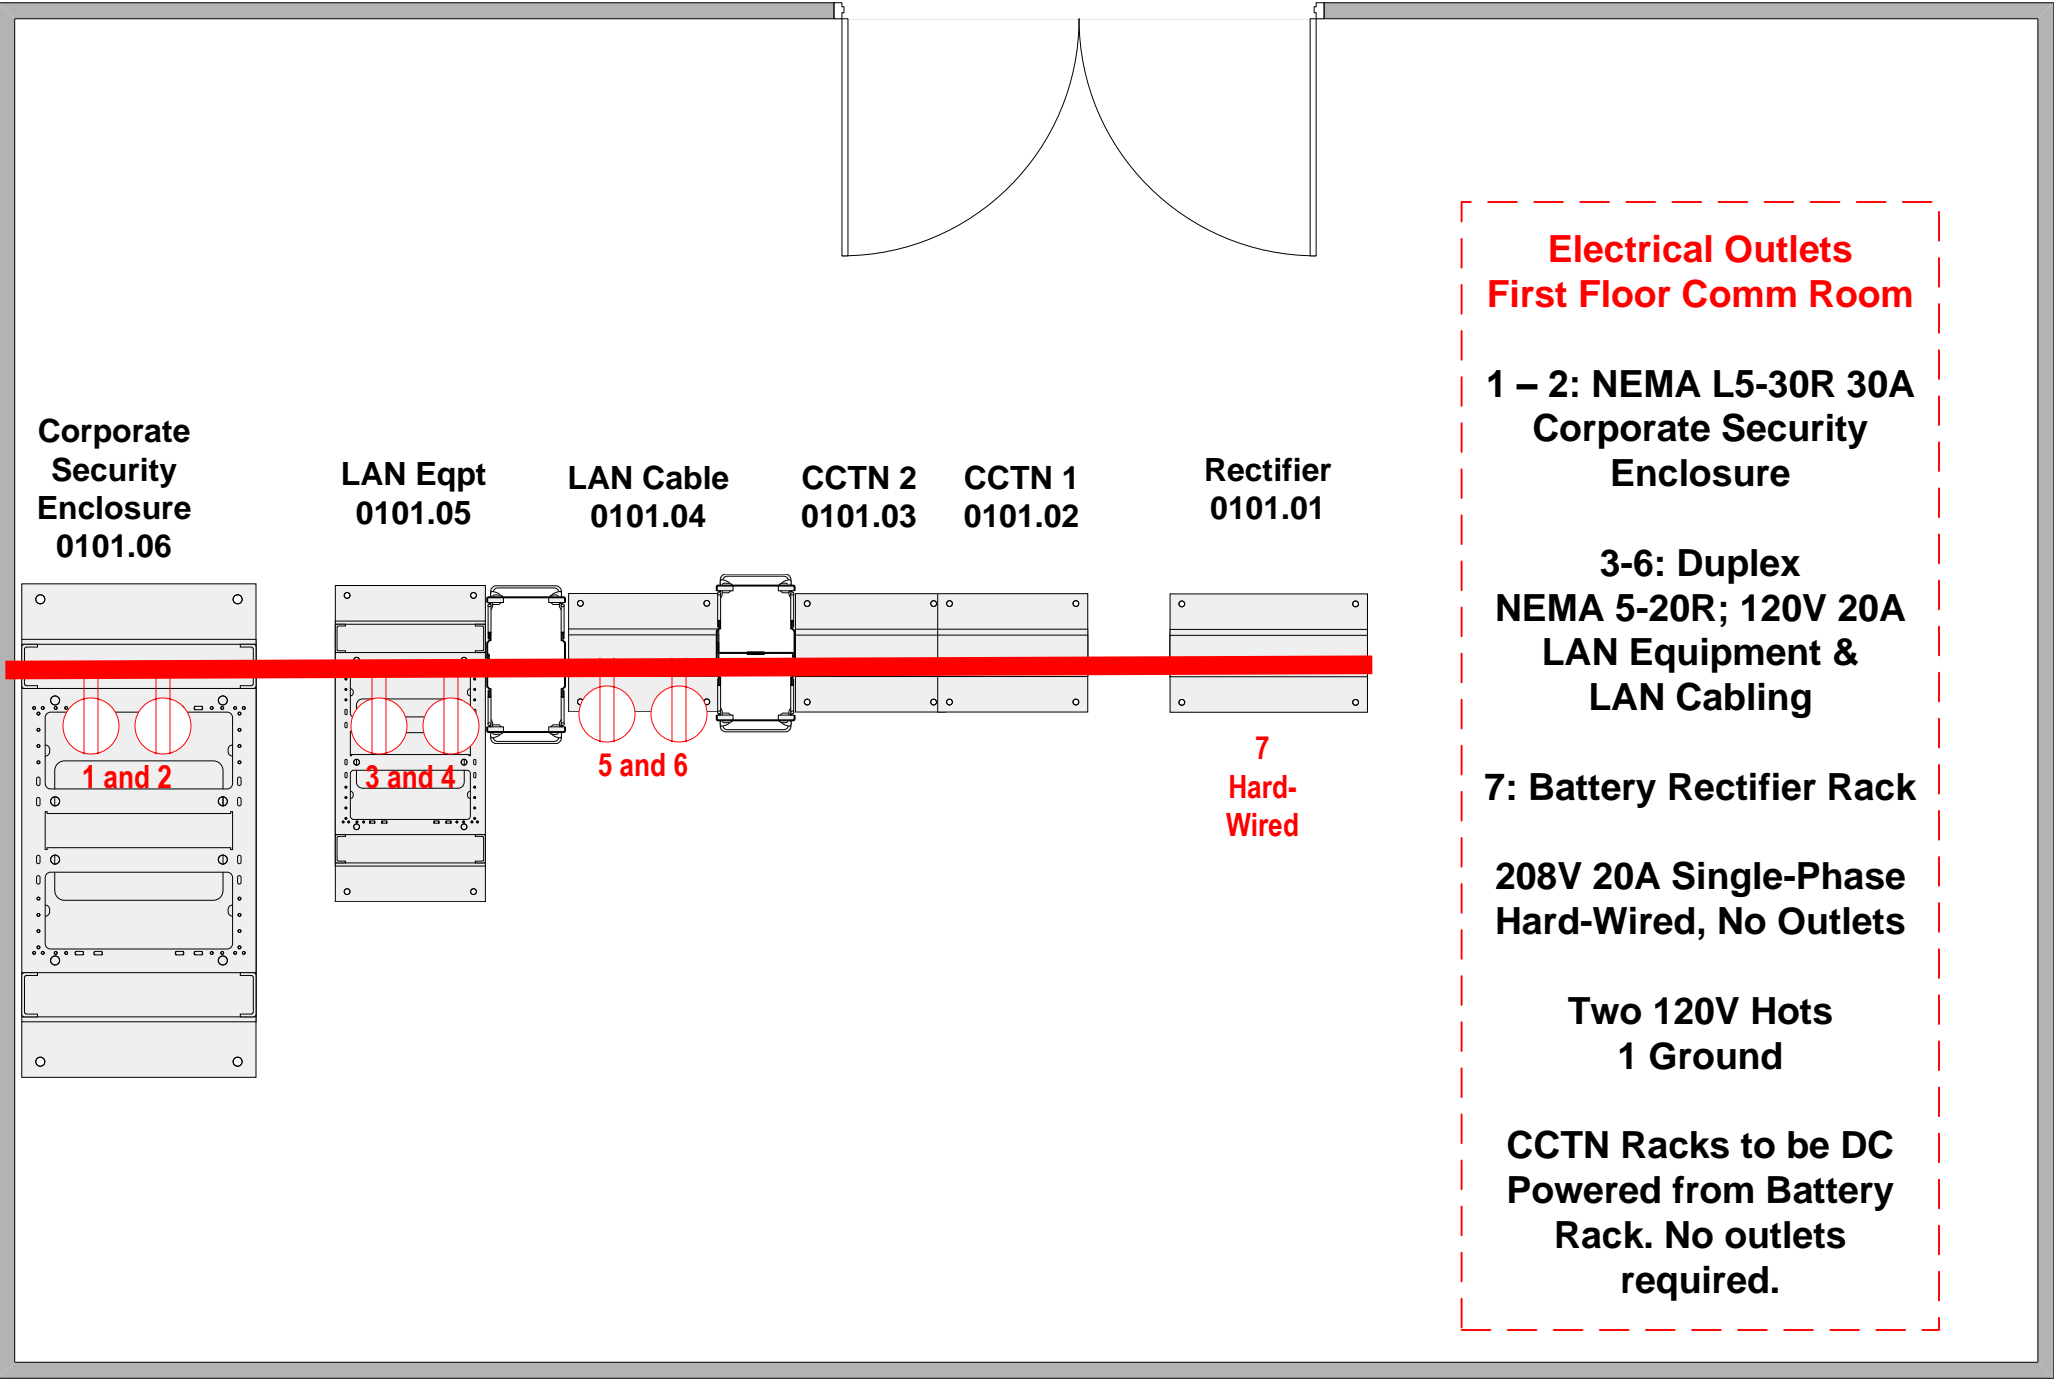 Electrical Outlets
First Floor Comm Room
1 – 2: NEMA L5-30R 30A
Corporate Security
Enclosure
3-6: Duplex
NEMA 5-20R; 120V 20A
LAN Equipment &
LAN Cabling
7: Battery Rectifier Rack
208V 20A Single-Phase
Hard-Wired, No Outlets
Two 120V Hots
1 Ground
CCTN Racks to be DC
Powered from Battery
Rack. No outlets
required.
Corporate
Security
Enclosure
0101.06
LAN Eqpt
0101.05
LAN Cable
0101.04
CCTN 2
0101.03
CCTN 1
0101.02
Rectifier
0101.01
1 and 2
3 and 4
5 and 6
7
Hard-
Wired